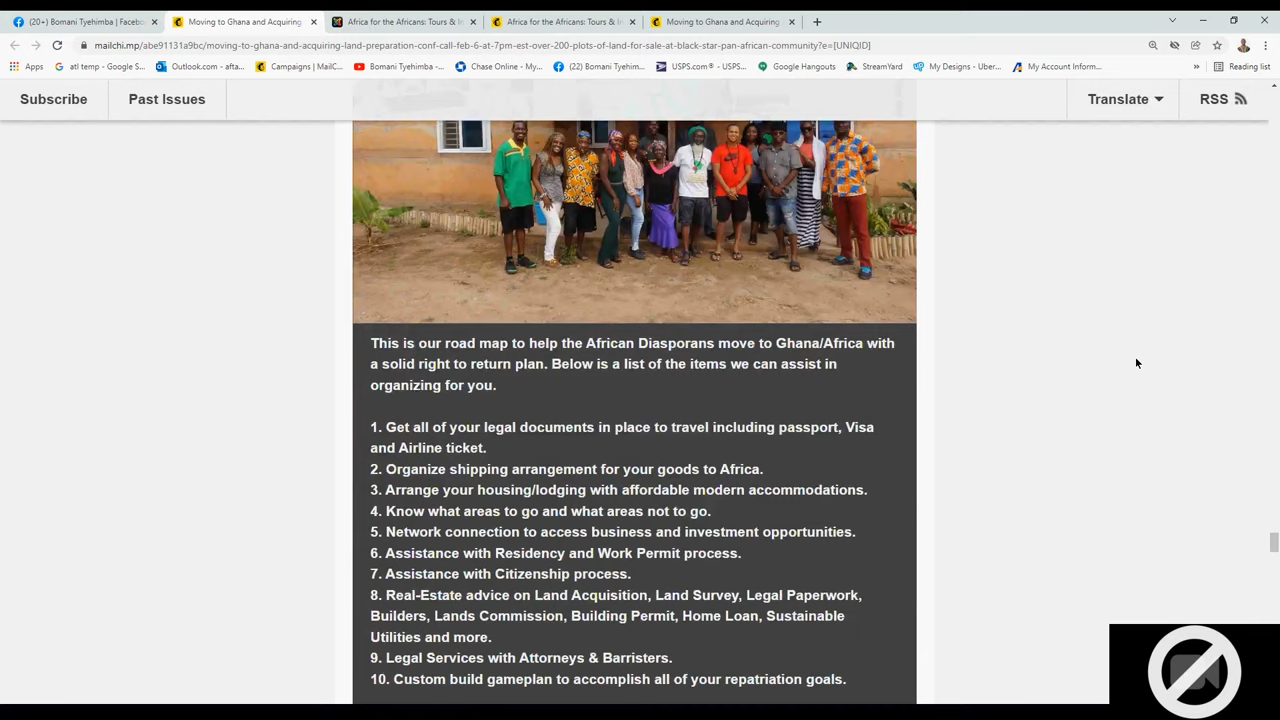 (20+) Bomani Tyehimba | Facebo
Moving to Ghana and Acquiring
Africa for the Africans: Tours & In
Africa for the Africans: Tours & In
Moving to Ghana and Acquiring
mailchi.mp/abe91131a9bc/moving-to-ghana-and-acquiring-land-preparation-conf-call-feb-6-at-7pm-est-over-200-plots-of-land-for-sale-at-black-star-pan-african-community?e=[UNIQID]
Apps
atl temp - Google S...
Outlook.com - afta...
Campaigns | MailC...
Bomani Tyehimba -...
Chase Online - My...
(22) Bomani Tyehim...
USPS.com® - USPS...
Google Hangouts
StreamYard
My Designs - Uber...
My Account Inform...
»
Reading list
Subscribe
Past Issues
Translate
RSS
This is our road map to help the African Diasporans move to Ghana/Africa with
a solid right to return plan. Below is a list of the items we can assist in
organizing for you.
1. Get all of your legal documents in place to travel including passport, Visa
and Airline ticket.
2. Organize shipping arrangement for your goods to Africa.
3. Arrange your housing/lodging with affordable modern accommodations.
4. Know what areas to go and what areas not to go.
5. Network connection to access business and investment opportunities.
6. Assistance with Residency and Work Permit process.
7. Assistance with Citizenship process.
8. Real-Estate advice on Land Acquisition, Land Survey, Legal Paperwork,
Builders, Lands Commission, Building Permit, Home Loan, Sustainable
Utilities and more.
9. Legal Services with Attorneys & Barristers.
10. Custom build gameplan to accomplish all of your repatriation goals.